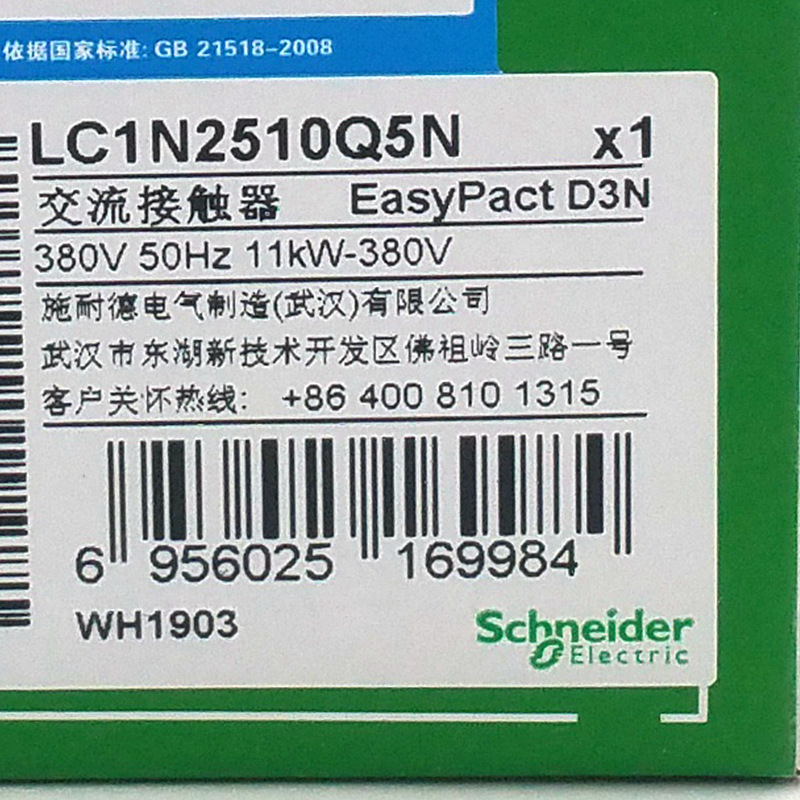 依据国家标准: GB 21518-2008
LC1N2510Q5N x1
交流接触器 EasyPact D3N
380V 50Hz 11kW-380V
施耐德电气制造(武汉)有限公司
武汉市东湖新技术开发区佛祖岭三路一号
客户关怀热线: +86 400 810 1315
6 956025 169984
WH1903
Schneider
Electric